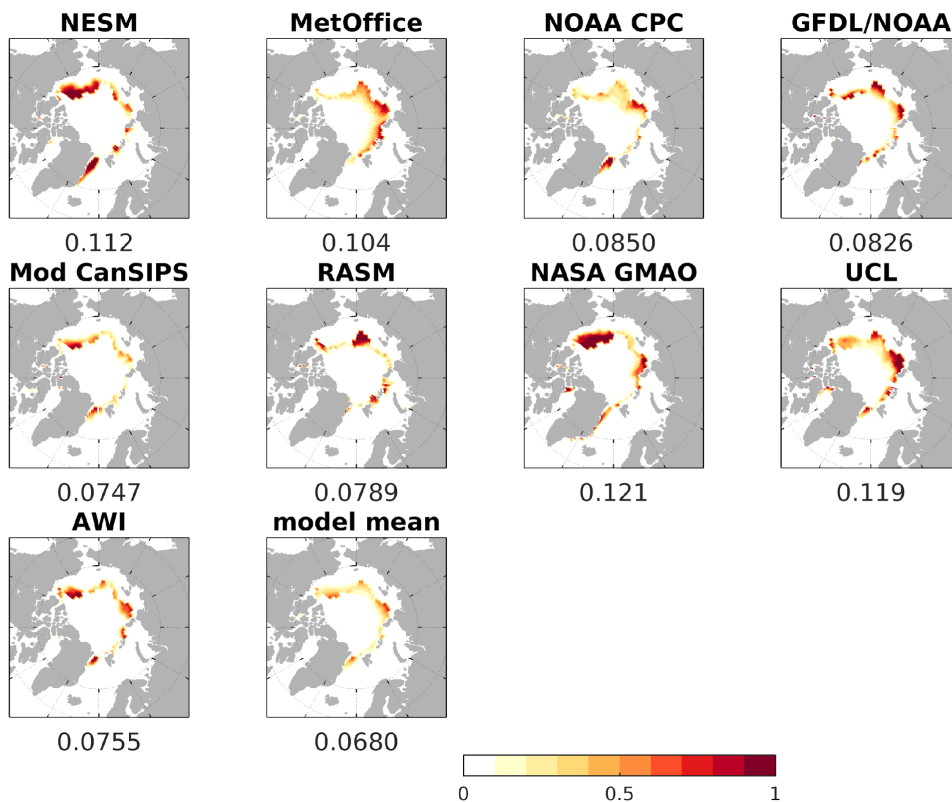 NESM MetOffice NOAA CPC GFDL/NOAA
0.112 0.104 0.0850 0.0826
Mod CanSIPS RASM NASA GMAO UCL
0.0747 0.0789 0.121 0.119
AWI model mean
0.0755 0.0680
0 0.5 1